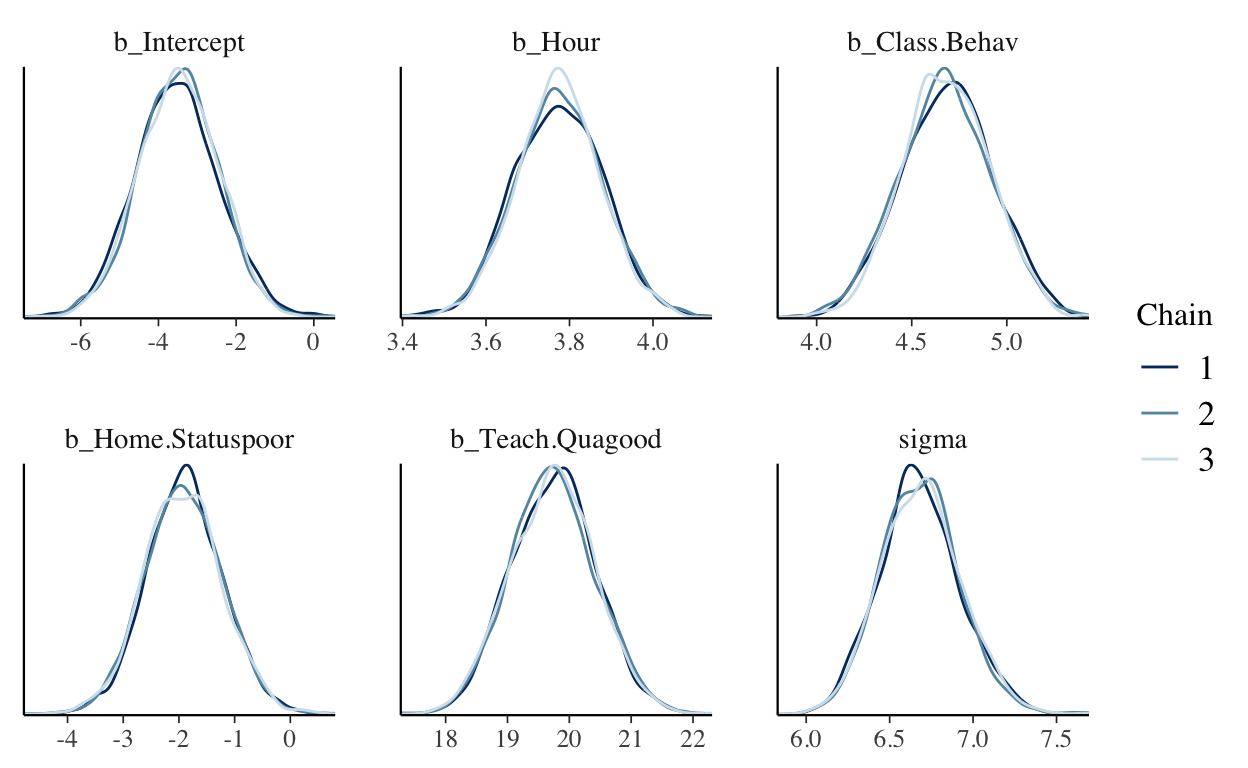 b_Intercept b_Hour b_Class.Behav
-6 -4 -2 0 3.4 3.6 3.8 4.0 4.0 4.5 5.0
Chain
1
2
3
b_Home.Statuspoor b_Teach.Quagood sigma
-4 -3 -2 -1 0 18 19 20 21 22 6.0 6.5 7.0 7.5